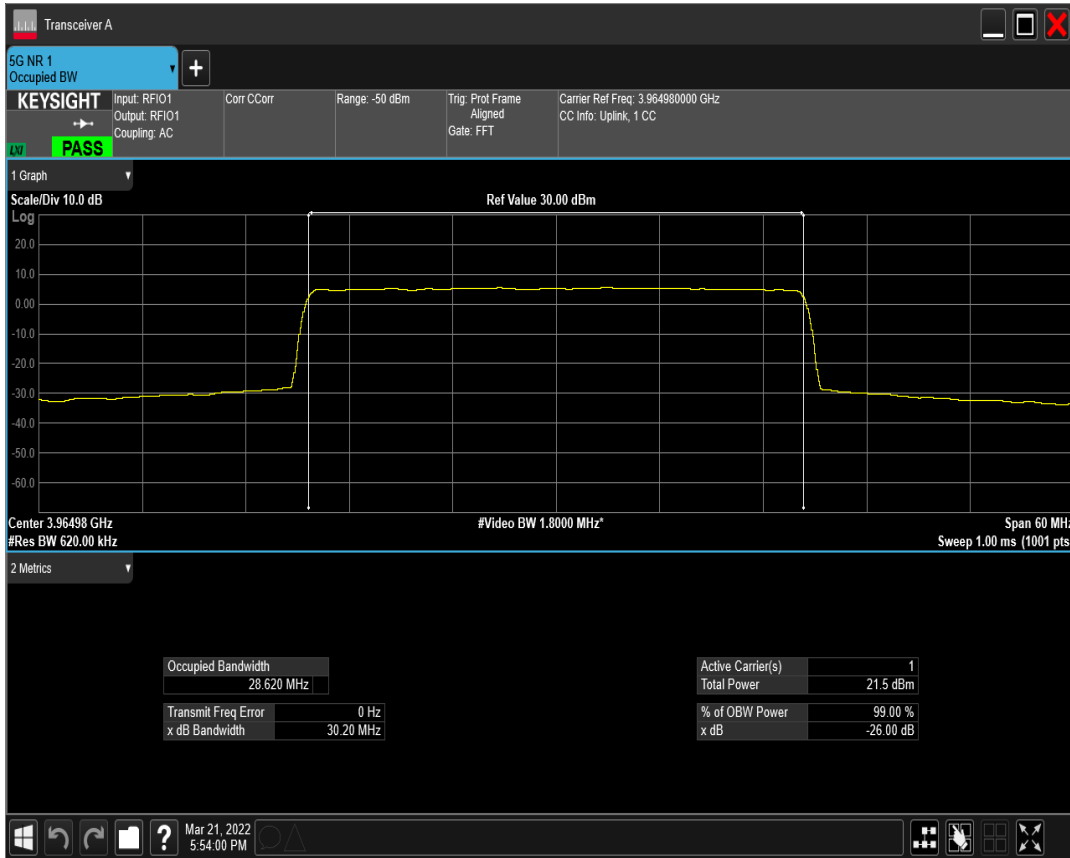 Transceiver A
5G NR 1
Occupied BW
KEYSIGHT
LXI
PASS
Input: RFIO1
Output: RFIO1
Coupling: AC
Corr CCorr
Range: -50 dBm
Trig: Prot Frame
Aligned
Gate: FFT
Carrier Ref Freq: 3.964980000 GHz
CC Info: Uplink, 1 CC
1 Graph
Scale/Div 10.0 dB
Ref Value 30.00 dBm
Log
20.0
10.0
0.00
-10.0
-20.0
-30.0
-40.0
-50.0
-60.0
Center 3.96498 GHz
#Video BW 1.8000 MHz*
Span 60 MHz
#Res BW 620.00 kHz
Sweep 1.00 ms (1001 pts
2 Metrics
Occupied Bandwidth
28.620 MHz
Transmit Freq Error 0 Hz
x dB Bandwidth 30.20 MHz
Active Carrier(s) 1
Total Power 21.5 dBm
% of OBW Power 99.00 %
x dB -26.00 dB
?
Mar 21, 2022
5:54:00 PM